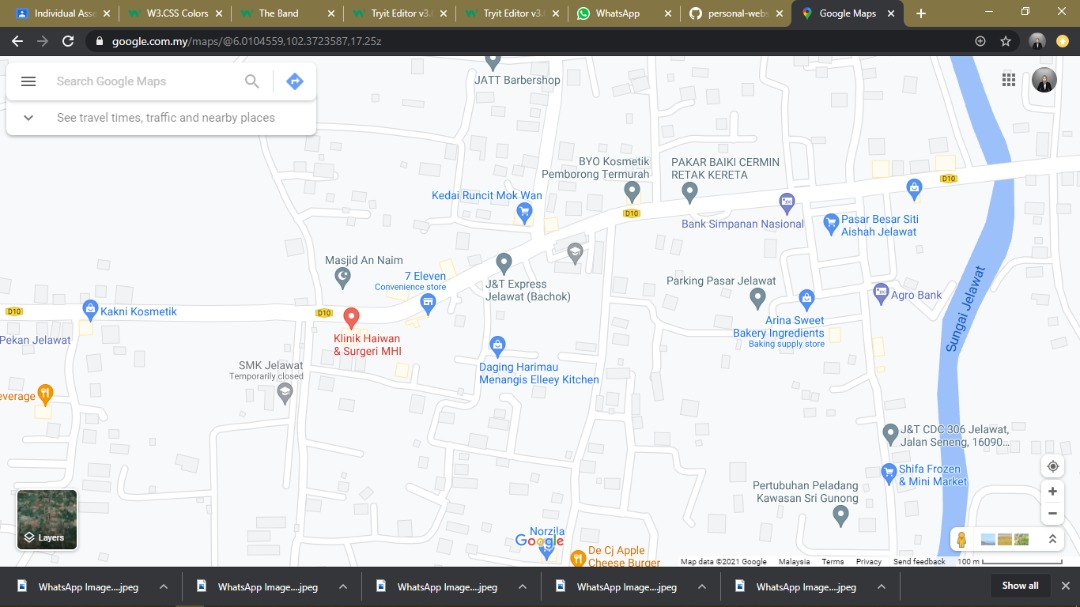 Individual Ass
W3.CSS Colors
The Band
Tryit Editor v3.
Tryit Editor v3.
WhatsApp
personal-webs
Google Maps
google.com.my/maps/@6.0104559,102.3723587,17.25z
Search Google Maps
See travel times, traffic and nearby places
JATT Barbershop
BYO Kosmetik
Pemborong Termurah
PAKAR BAIKI CERMIN
RETAK KERETA
D10
Kedai Runcit Mok Wan
D10
Bank Simpanan Nasional
Pasar Besar Siti
Aishah Jelawat
Masjid An Naim
7 Eleven
Convenience store
J&T Express
Jelawat (Bachok)
Parking Pasar Jelawat
Agro Bank
Sungai Jelawat
D10
Kakni Kosmetik
D10
Klinik Haiwan
& Surgeri MHI
Arina Sweet
Bakery Ingredients
Baking supply store
Pekan Jelawat
SMK Jelawat
Temporarily closed
Daging Harimau
Menangis Elleey Kitchen
everage
J&T CDC 306 Jelawat,
Jalan Seneng, 16090...
Shifa Frozen
& Mini Market
Pertubuhan Peladang
Kawasan Sri Gunong
Layers
Norzila
Google
De Cj Apple
Cheese Burger
Map data ©2021 Google
Malaysia
Terms
Privacy
Send feedback
100 m
WhatsApp Image....jpeg
WhatsApp Image....jpeg
WhatsApp Image....jpeg
WhatsApp Image....jpeg
WhatsApp Image....jpeg
Show all